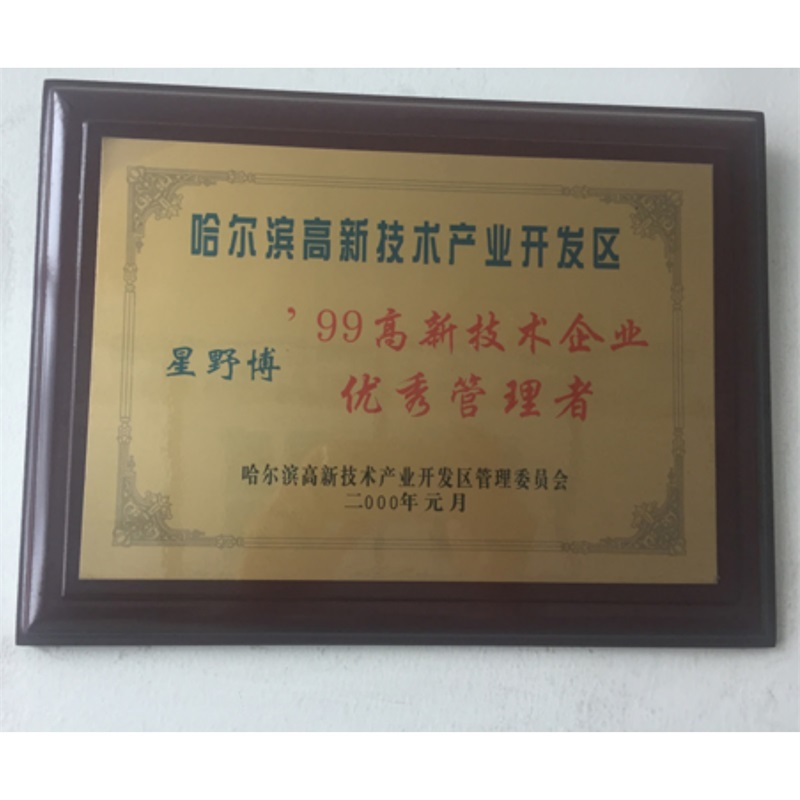 哈尔滨高新技术产业开发区
'99高新技术企业
星野博
优秀管理者
哈尔滨高新技术产业开发区管理委员会
二000年元月